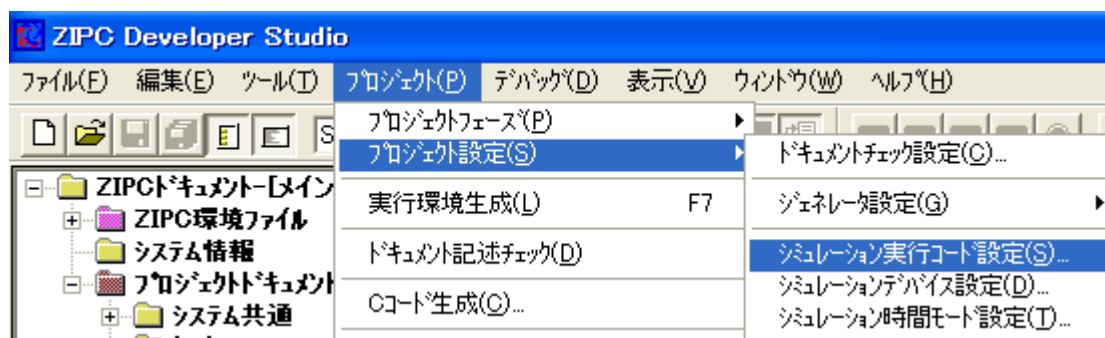 ZIPC Developer Studio
ファイル(F) 編集(E) ツール(T) プロジェクト(P) デバッグ(D) 表示(V) ウィンドウ(W) ヘルプ(H)
S
プロジェクトフェーズ(P)
プロジェクト設定(S)
実行環境生成(L) F7
ドキュメント記述チェック(D)
Cコード生成(C)...
ドキュメントチェック設定(C)...
ジェネレータ設定(G)
シミュレーション実行コード設定(S)...
シミュレーションデバイス設定(D)...
シミュレーション時間モード設定(T)...
ZIPCドキュメント-[メイン
ZIPC環境ファイル
システム情報
プロジェクトドキュメント
システム共通